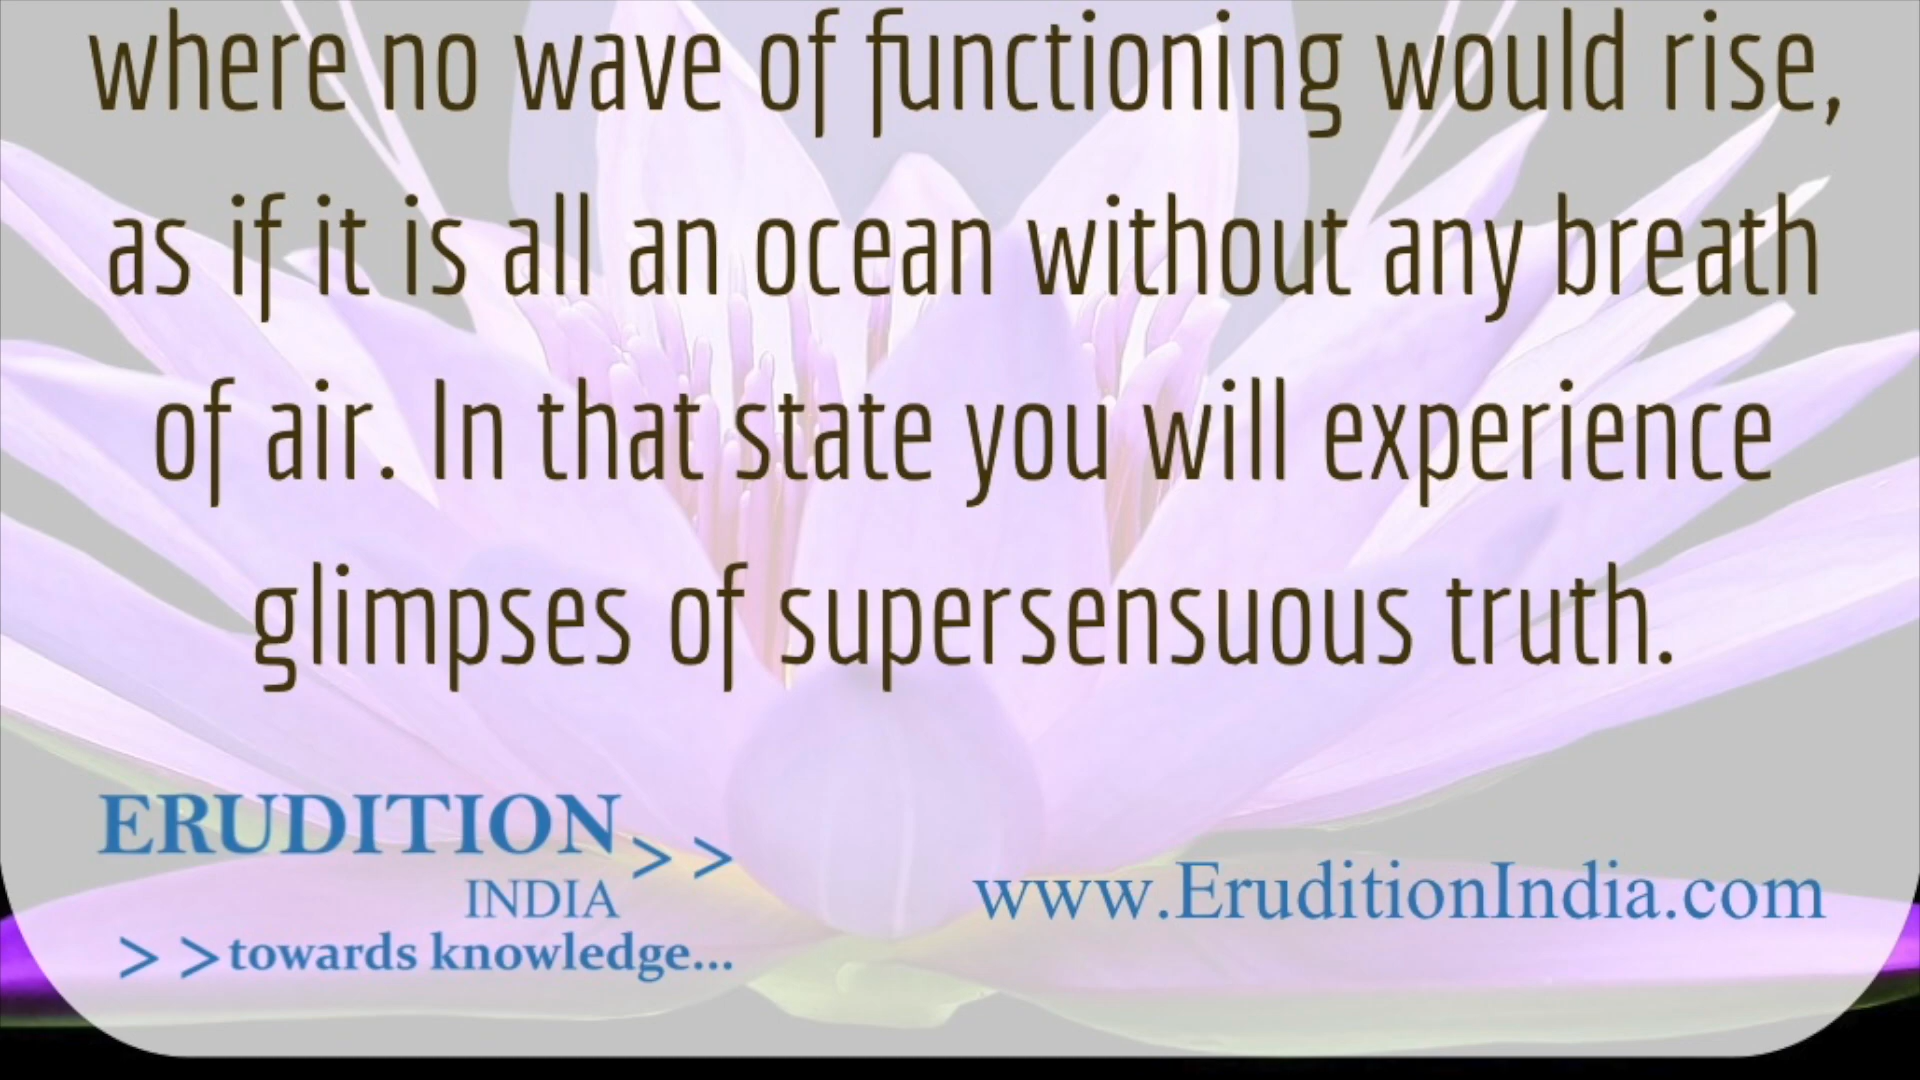 where no wave of functioning would rise,
as if it is all an ocean without any breath
of air. In that state you will experience
glimpses of supersensuous truth.
ERUDITION>>
INDIA
>>towards knowledge...
www.EruditionIndia.com